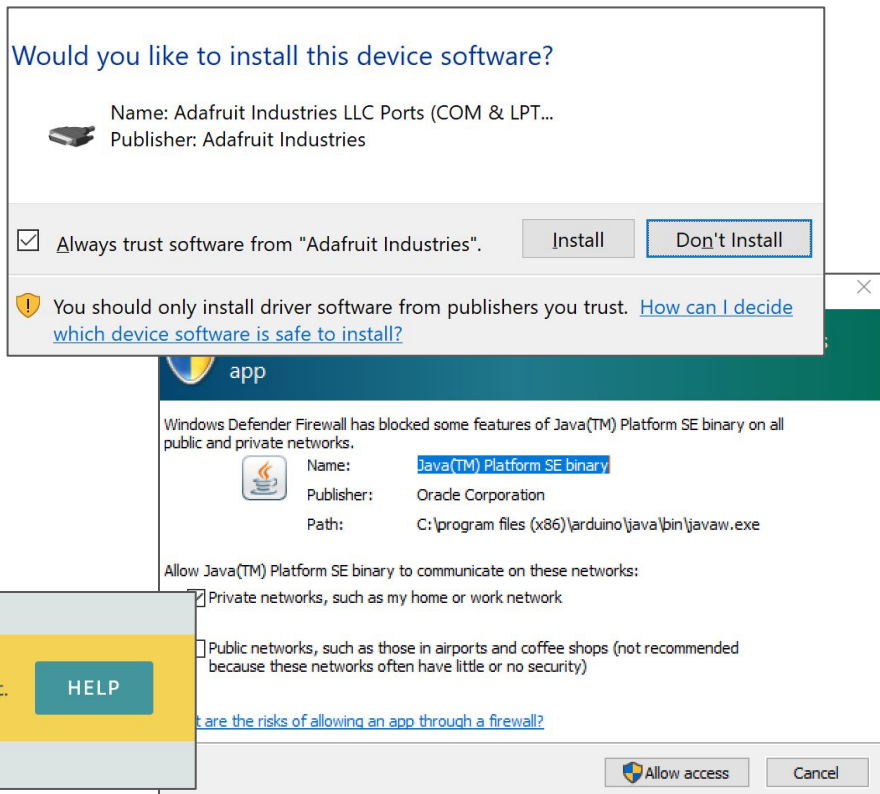 Would you like to install this device software?
Name: Adafruit Industries LLC Ports (COM & LPT...
Publisher: Adafruit Industries
Always trust software from "Adafruit Industries".
Install
Don't Install
You should only install driver software from publishers you trust. How can I decide
which device software is safe to install?
app
Windows Defender Firewall has blocked some features of Java(TM) Platform SE binary on all
public and private networks.
Name: Java(TM) Platform SE binary
Publisher: Oracle Corporation
Path: C:\program files (x86)\arduino\java\bin\javaw.exe
Allow Java(TM) Platform SE binary to communicate on these networks:
Private networks, such as my home or work network
Public networks, such as those in airports and coffee shops (not recommended
because these networks often have little or no security)
are the risks of allowing an app through a firewall?
Allow access
Cancel
HELP